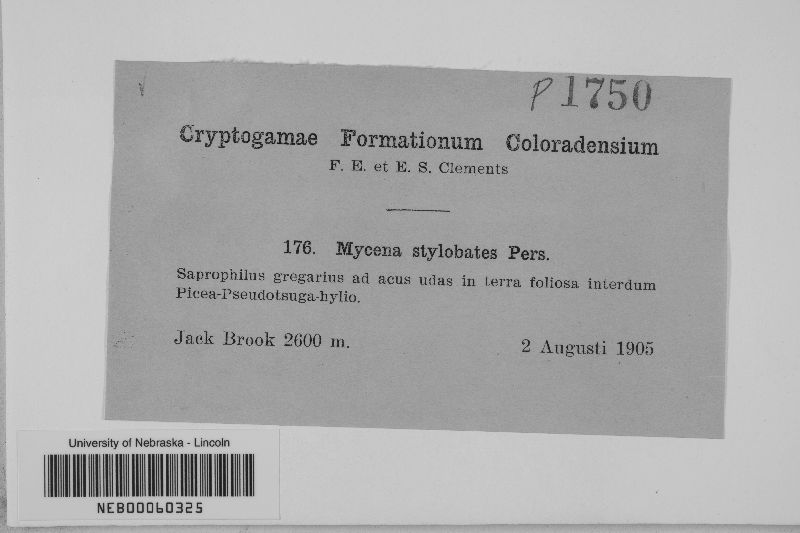 P 1750
Cryptogamae Formationum Coloradensium
F. E. et E. S. Clements
176. Mycena stylobates Pers.
Saprophilus gregarius ad acus udas in terra foliosa interdum
Picea-Pseudotsuga-hylio.
Jack Brook 2600 m.
2 Augusti 1905
University of Nebraska - Lincoln
NEB00060325